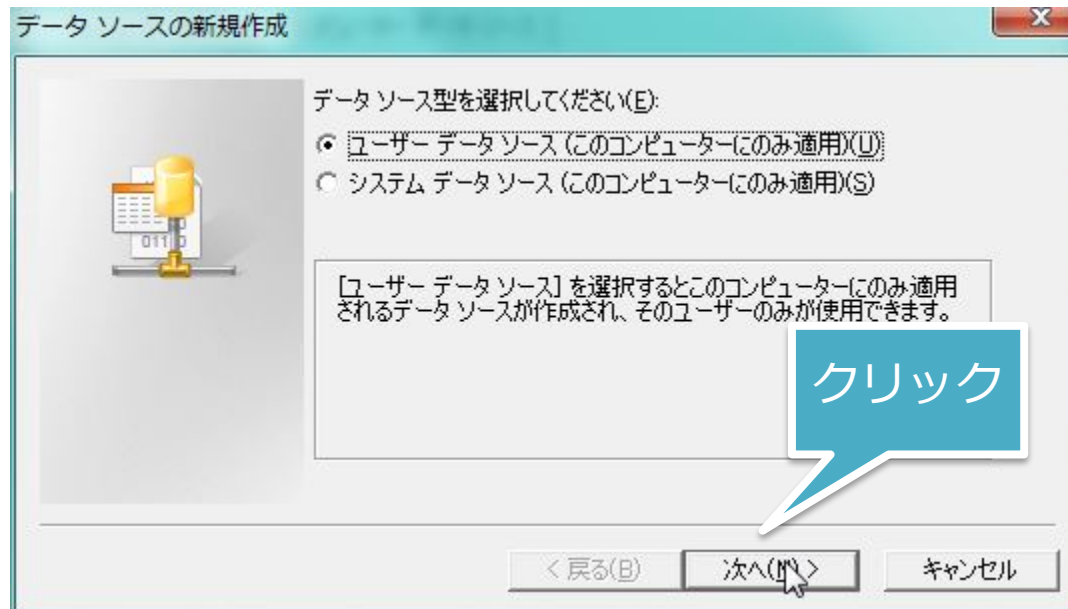 データ ソースの新規作成
データ ソース型を選択してください(E):
ユーザー データ ソース (このコンピューターにのみ適用)(U)
システム データ ソース (このコンピューターにのみ適用)(S)
0111
[ユーザー データ ソース] を選択するとこのコンピューターにのみ適用
されるデータ ソースが作成され、そのユーザーのみが使用できます。
クリック
< 戻る(B)
次へ(N) >
キャンセル